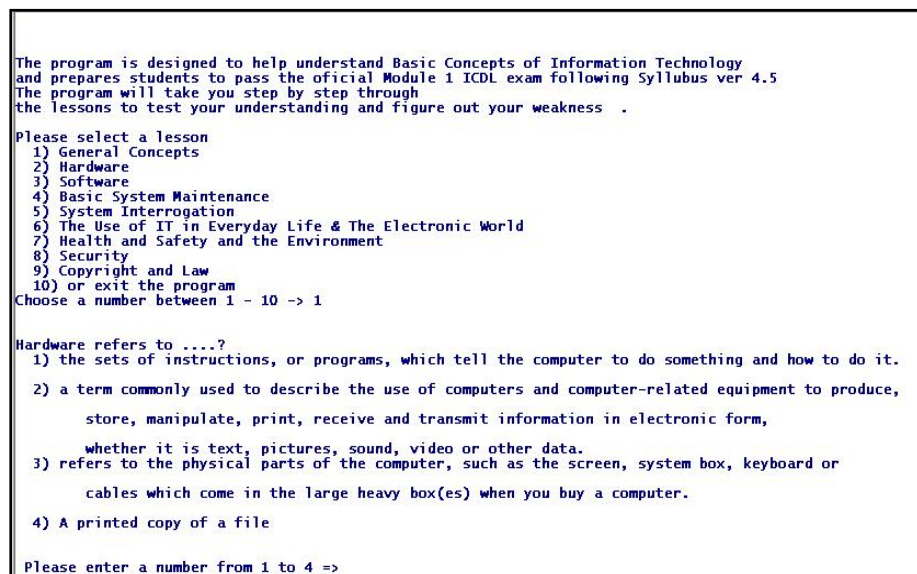 The program is designed to help understand Basic Concepts of Information Technology
and prepares students to pass the oficial Module 1 ICDL exam following Syllubus ver 4.5
The program will take you step by step through
the lessons to test your understanding and figure out your weakness .
Please select a lesson
1) General Concepts
2) Hardware
3) Software
4) Basic System Maintenance
5) System Interrogation
6) The Use of IT in Everyday Life & The Electronic World
7) Health and Safety and the Environment
8) Security
9) Copyright and Law
10) or exit the program
Choose a number between 1 - 10 -> 1
Hardware refers to ....?
1) the sets of instructions, or programs, which tell the computer to do something and how to do it.
2) a term commonly used to describe the use of computers and computer-related equipment to produce,
store, manipulate, print, receive and transmit information in electronic form,
whether it is text, pictures, sound, video or other data.
3) refers to the physical parts of the computer, such as the screen, system box, keyboard or
cables which come in the large heavy box(es) when you buy a computer.
4) A printed copy of a file
Please enter a number from 1 to 4 =>